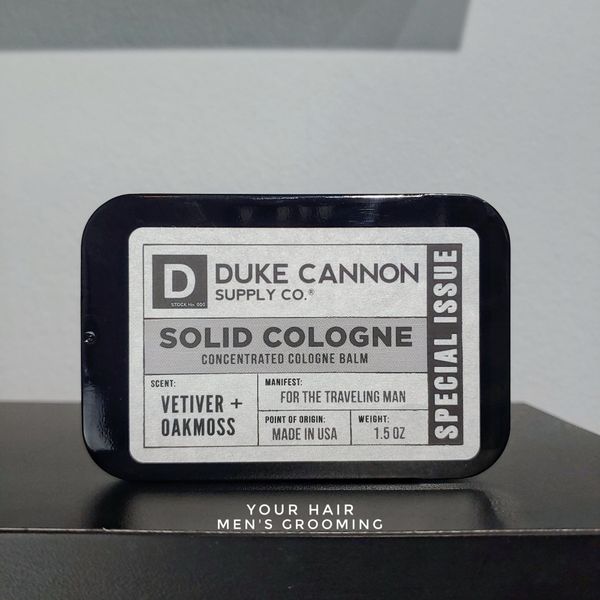 D
STOCK No. 001
DUKE CANNON
SUPPLY CO.®
SOLID COLOGNE
CONCENTRATED COLOGNE BALM
SCENT:
VETIVER +
OAKMOSS
MANIFEST:
FOR THE TRAVELING MAN
POINT OF ORIGIN:
MADE IN USA
WEIGHT:
1.5 OZ
SPECIAL ISSUE
YOUR HAIR
MEN'S GROOMING